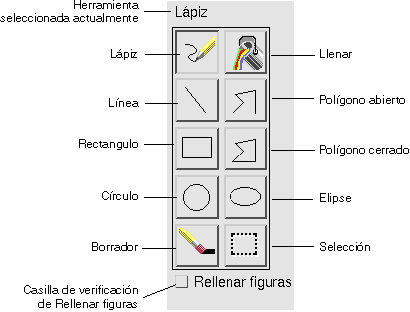 Herramienta
seleccionada actualmente
Lápiz
Lápiz
Llenar
Línea
Polígono abierto
Rectangulo
Polígono cerrado
Círculo
Elipse
Borrador
Selección
Casilla de verificación
de Rellenar figuras
Rellenar figuras